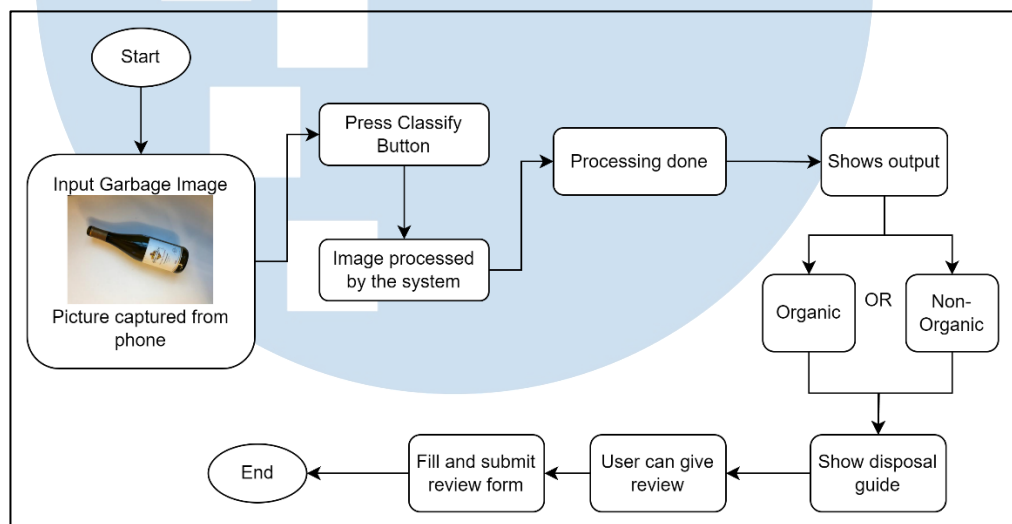 Start
Input Garbage Image
Picture captured from
phone
Press Classify
Button
Image processed
by the system
Processing done
Shows output
Organic
OR
Non-
Organic
Show disposal
guide
User can give
review
Fill and submit
review form
End